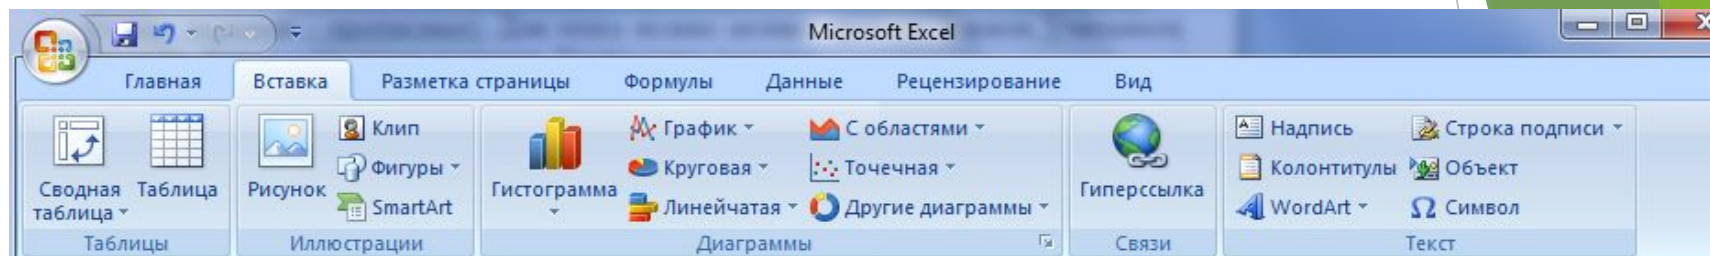 Microsoft Excel
Главная Вставка Разметка страницы Формулы Данные Рецензирование Вид
Сводная таблица
Таблица
Таблицы
Рисунок
Клип
Фигуры
SmartArt
Иллюстрации
Гистограмма
График
Круговая
Линейчатая
С областями
Точечная
Другие диаграммы
Диаграммы
Гиперссылка
Связи
Надпись
Колонтитулы
WordArt
Строка подписи
Объект
Символ
Текст